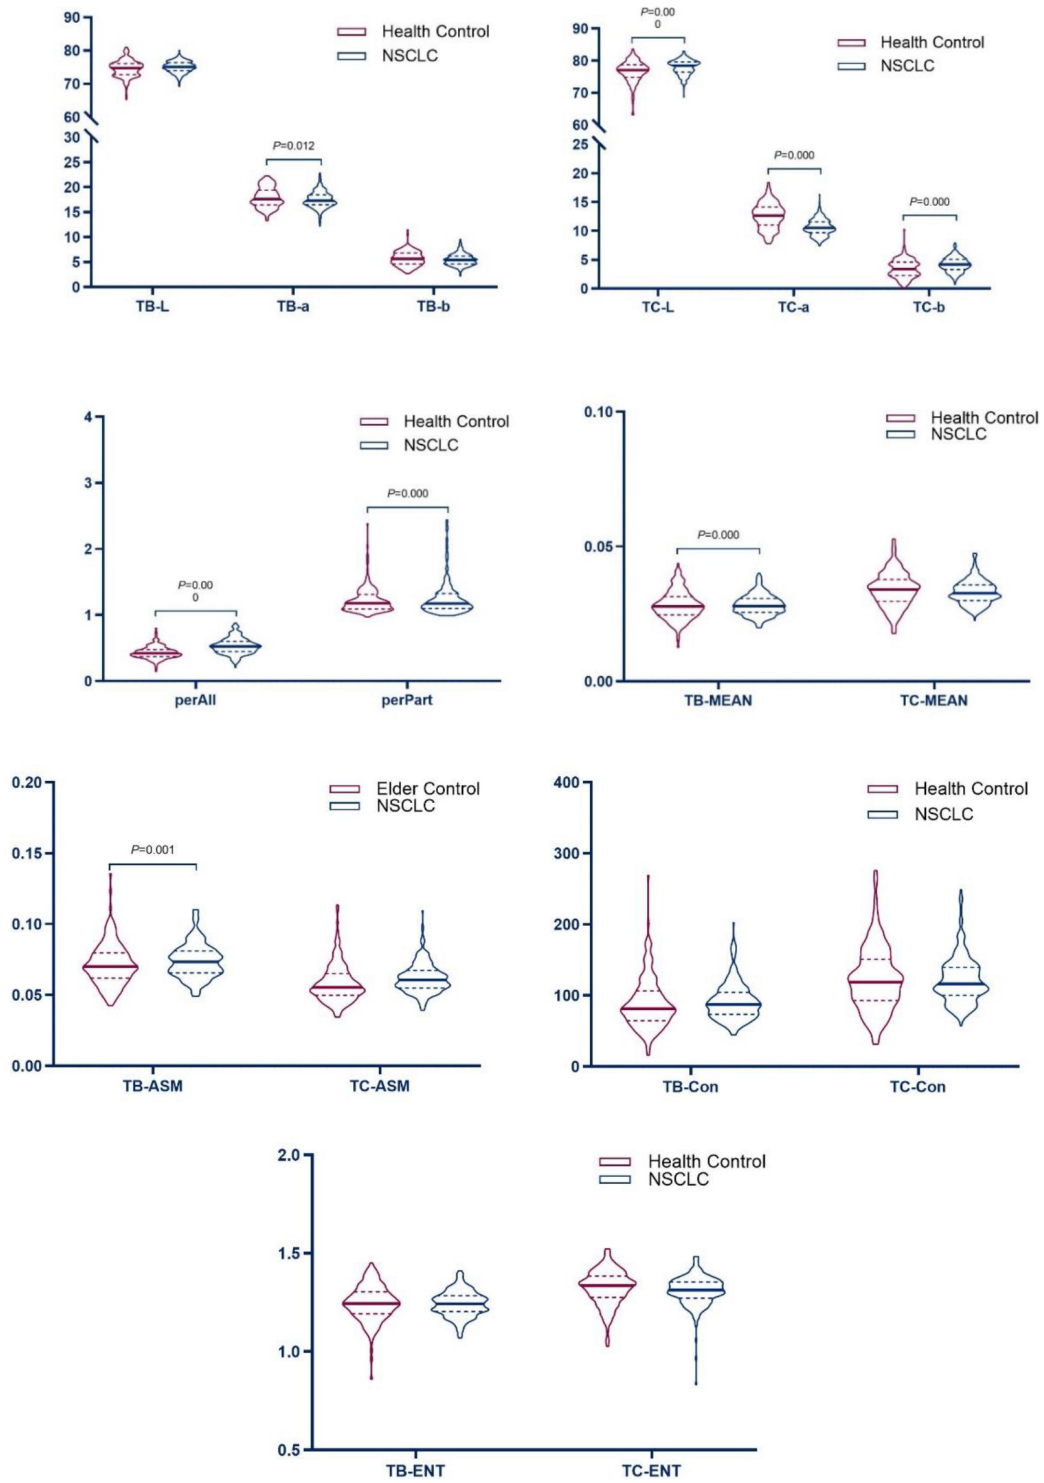 90
80
70
60
30
25
20
15
10
5
0
Health Control
NSCLC
P=0.012
TB-L
TB-a
TB-b
90
80
70
60
25
20
15
10
5
0
P=0.00
0
Health Control
NSCLC
P=0.000
P=0.000
TC-L
TC-a
TC-b
4
3
2
1
0
Health Control
NSCLC
P=0.000
P=0.00
0
perAll
perPart
0.10
0.05
0.00
Health Control
NSCLC
P=0.000
TB-MEAN
TC-MEAN
0.20
0.15
0.10
0.05
0.00
Elder Control
NSCLC
P=0.001
TB-ASM
TC-ASM
400
300
200
100
0
Health Control
NSCLC
TB-Con
TC-Con
2.0
1.5
1.0
0.5
Health Control
NSCLC
TB-ENT
TC-ENT